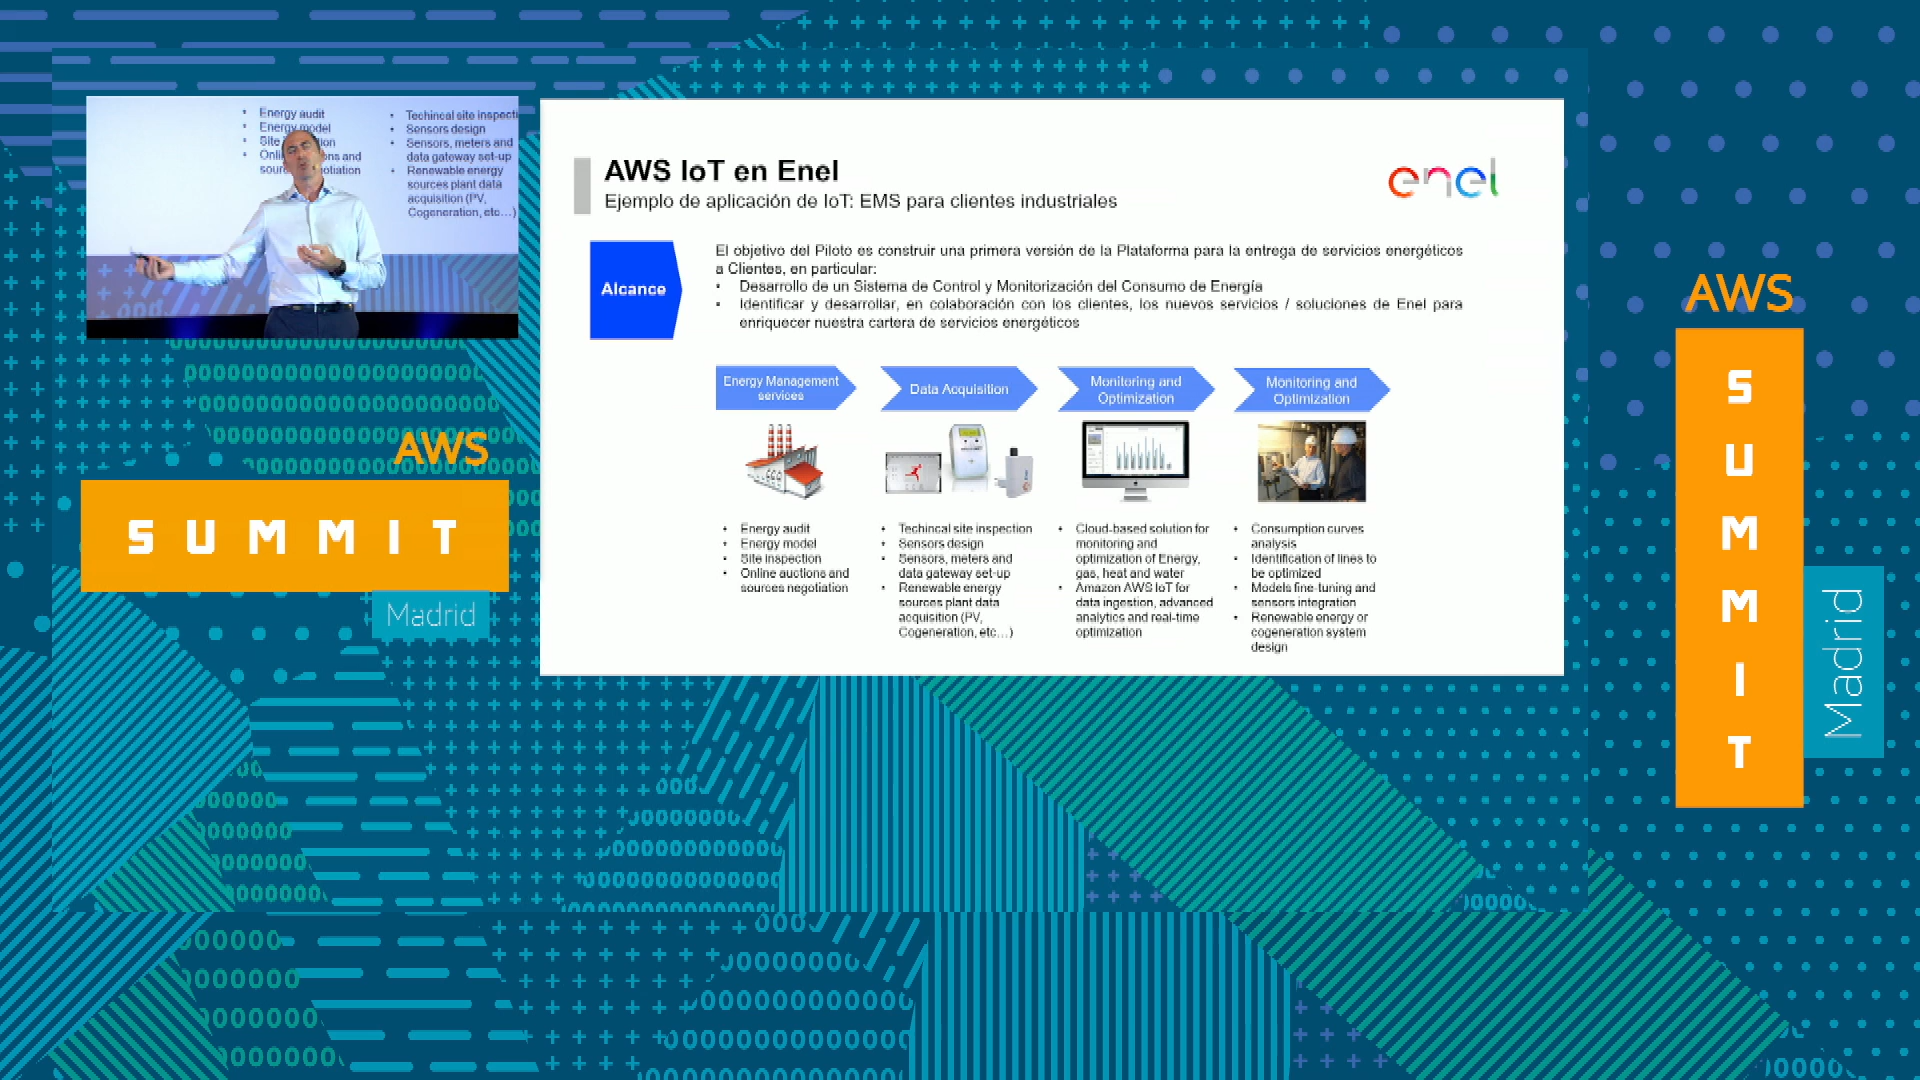 Energy audit
Energy model
Site
Onli
ns and
sour
otiation
Techincal site inspecti
Sensors design
Sensors, meters and
data gateway set-up
Renewable energy
sources plant data
acquisition (PV,
Cogeneration, etc...)
AWS
SUMMIT
Madrid
AWS IoT en Enel
Ejemplo de aplicación de IoT: EMS para clientes industriales
enel
Alcance
El objetivo del Piloto es construir una primera versión de la Plataforma para la entrega de servicios energéticos
a Clientes, en particular:
• Desarrollo de un Sistema de Control y Monitorización del Consumo de Energía
• Identificar y desarrollar, en colaboración con los clientes, los nuevos servicios / soluciones de Enel para
enriquecer nuestra cartera de servicios energéticos
Energy Management
services
Data Acquisition
Monitoring and
Optimization
Monitoring and
Optimization
• Energy audit
• Energy model
• Site inspection
• Online auctions and
sources negotiation
• Techincal site inspection
• Sensors design
• Sensors, meters and
data gateway set-up
• Renewable energy
sources plant data
acquisition (PV,
Cogeneration, etc...)
• Cloud-based solution for
monitoring and
optimization of Energy,
gas, heat and water
• Amazon AWS IoT for
data ingestion, advanced
analytics and real-time
optimization
• Consumption curves
analysis
• Identification of lines to
be optimized
• Models fine-tuning and
sensors integration
• Renewable energy or
cogeneration system
design
AWS
SUMMIT
Madrid